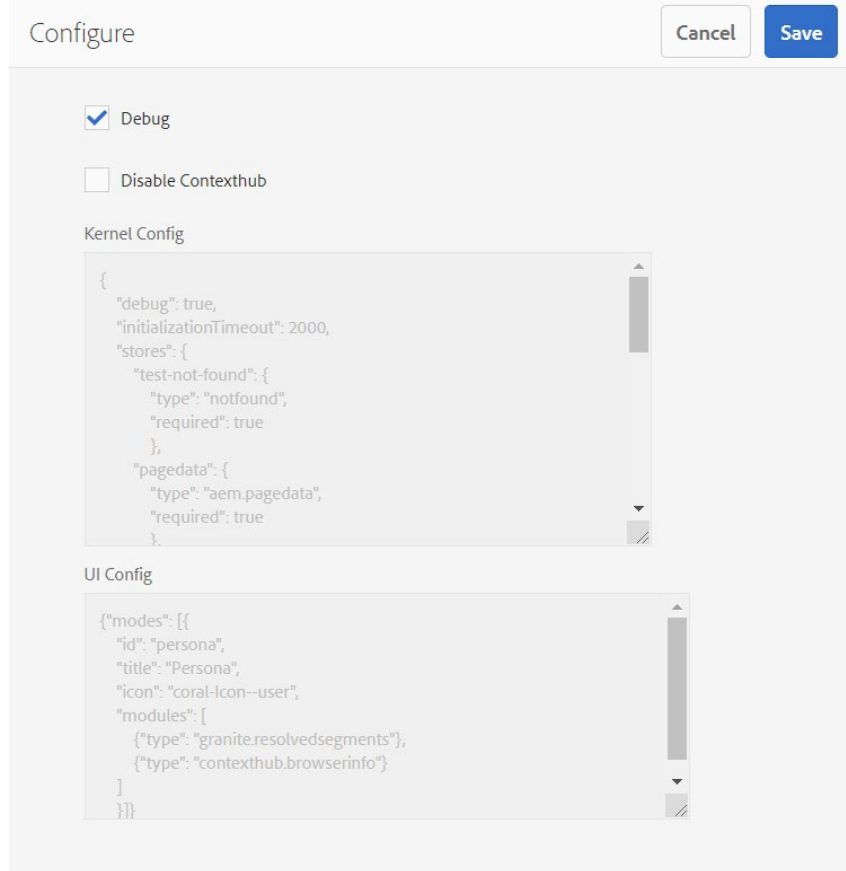 Configure
Cancel
Save
Debug
Disable Contexthub
Kernel Config
{
"debug": true,
"initializationTimeout": 2000,
"stores": {
"test-not-found": {
"type": "notfound",
"required": true
},
"pagedata": {
"type": "aem.pagedata",
"required": true
},
UI Config
{"modes": [{
"id": "persona",
"title": "Persona",
"icon": "coral-Icon--user",
"modules": [
{"type": "granite.resolvedsegments"},
{"type": "contexthub.browserinfo"}
]
}]}